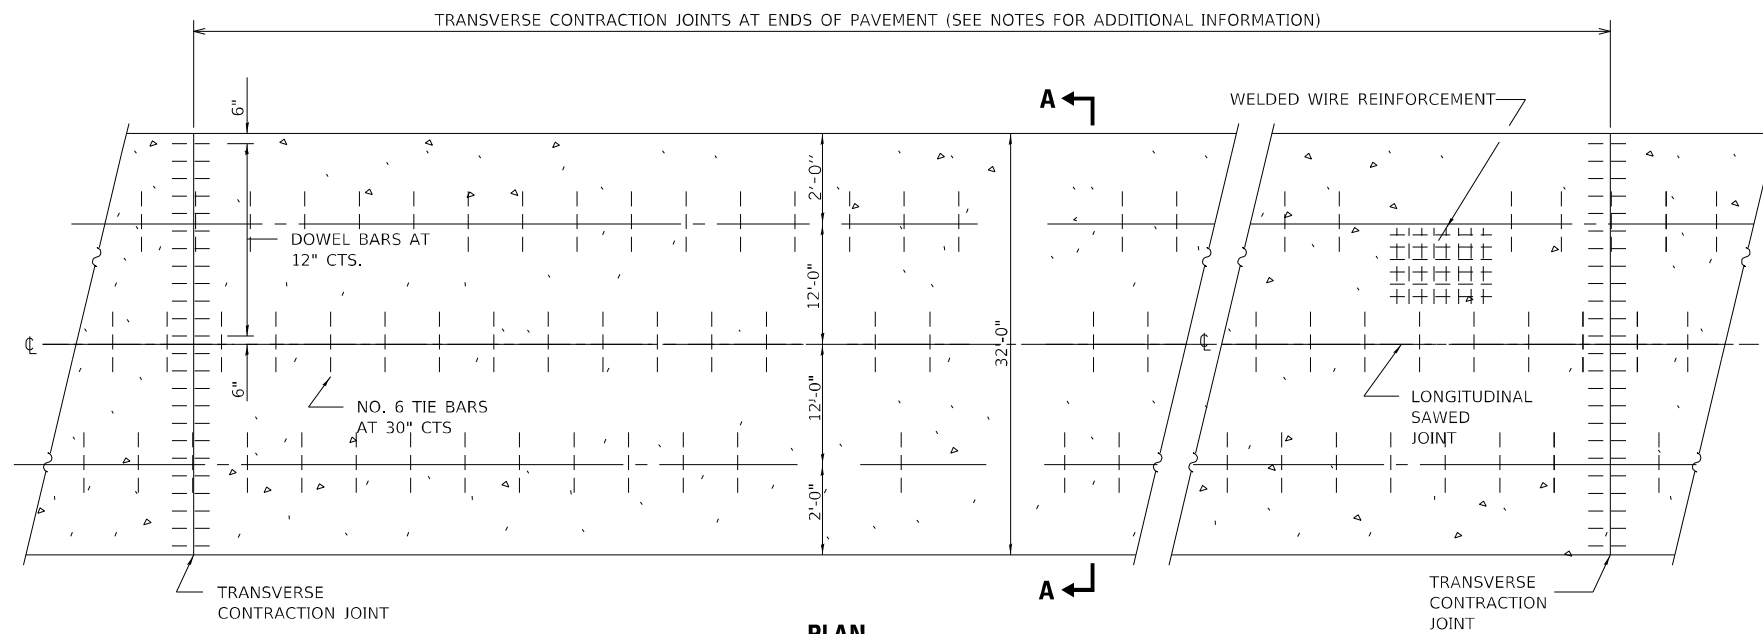 TRANSVERSE CONTRACTION JOINTS AT ENDS OF PAVEMENT (SEE NOTES FOR ADDITIONAL INFORMATION)
6"
A
WELDED WIRE REINFORCEMENT
2'-0"
DOWEL BARS AT
12" CTS.
12'-0"
32'-0"
℄
℄
6"
12'-0"
NO. 6 TIE BARS
AT 30" CTS
LONGITUDINAL
SAWED
JOINT
2'-0"
A
TRANSVERSE
CONTRACTION JOINT
TRANSVERSE
CONTRACTION
JOINT
PLAN